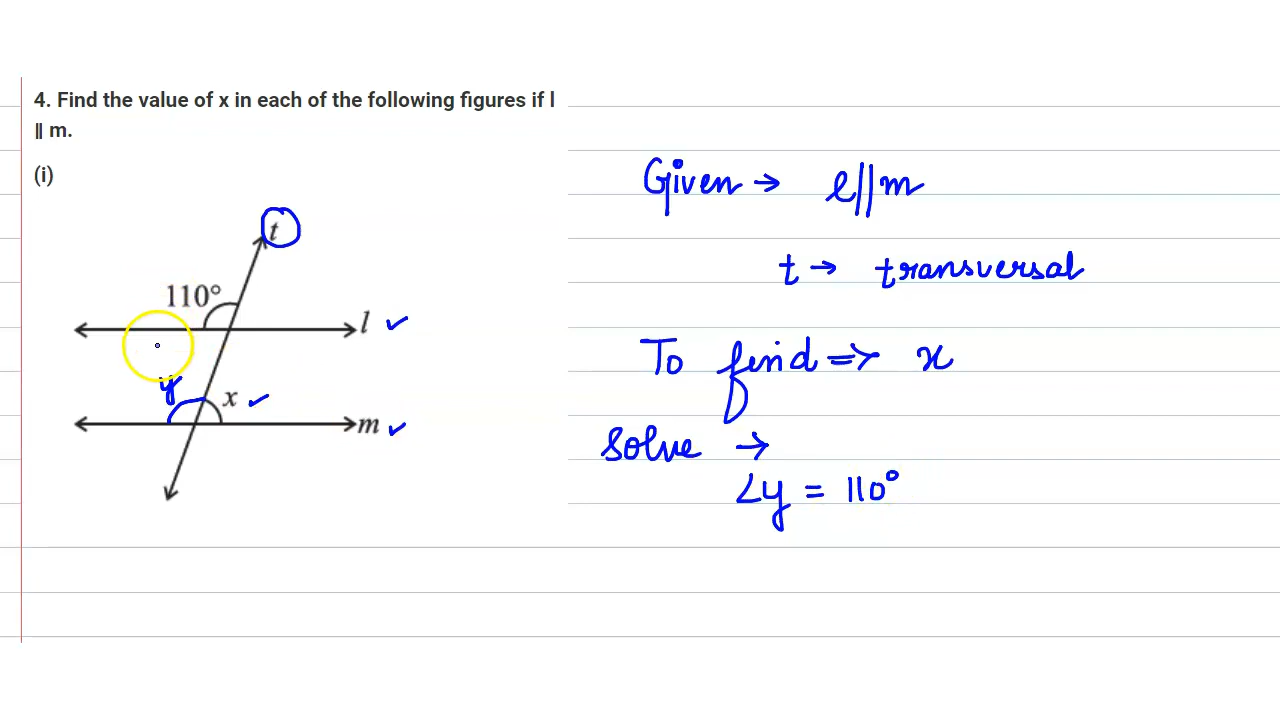 4. Find the value of x in each of the following figures if l
∥ m.
(i)
t
110°
l
y
x
m
Given → l||m
t → transversal
To find ⇒ x
Solve →
∠y = 110°